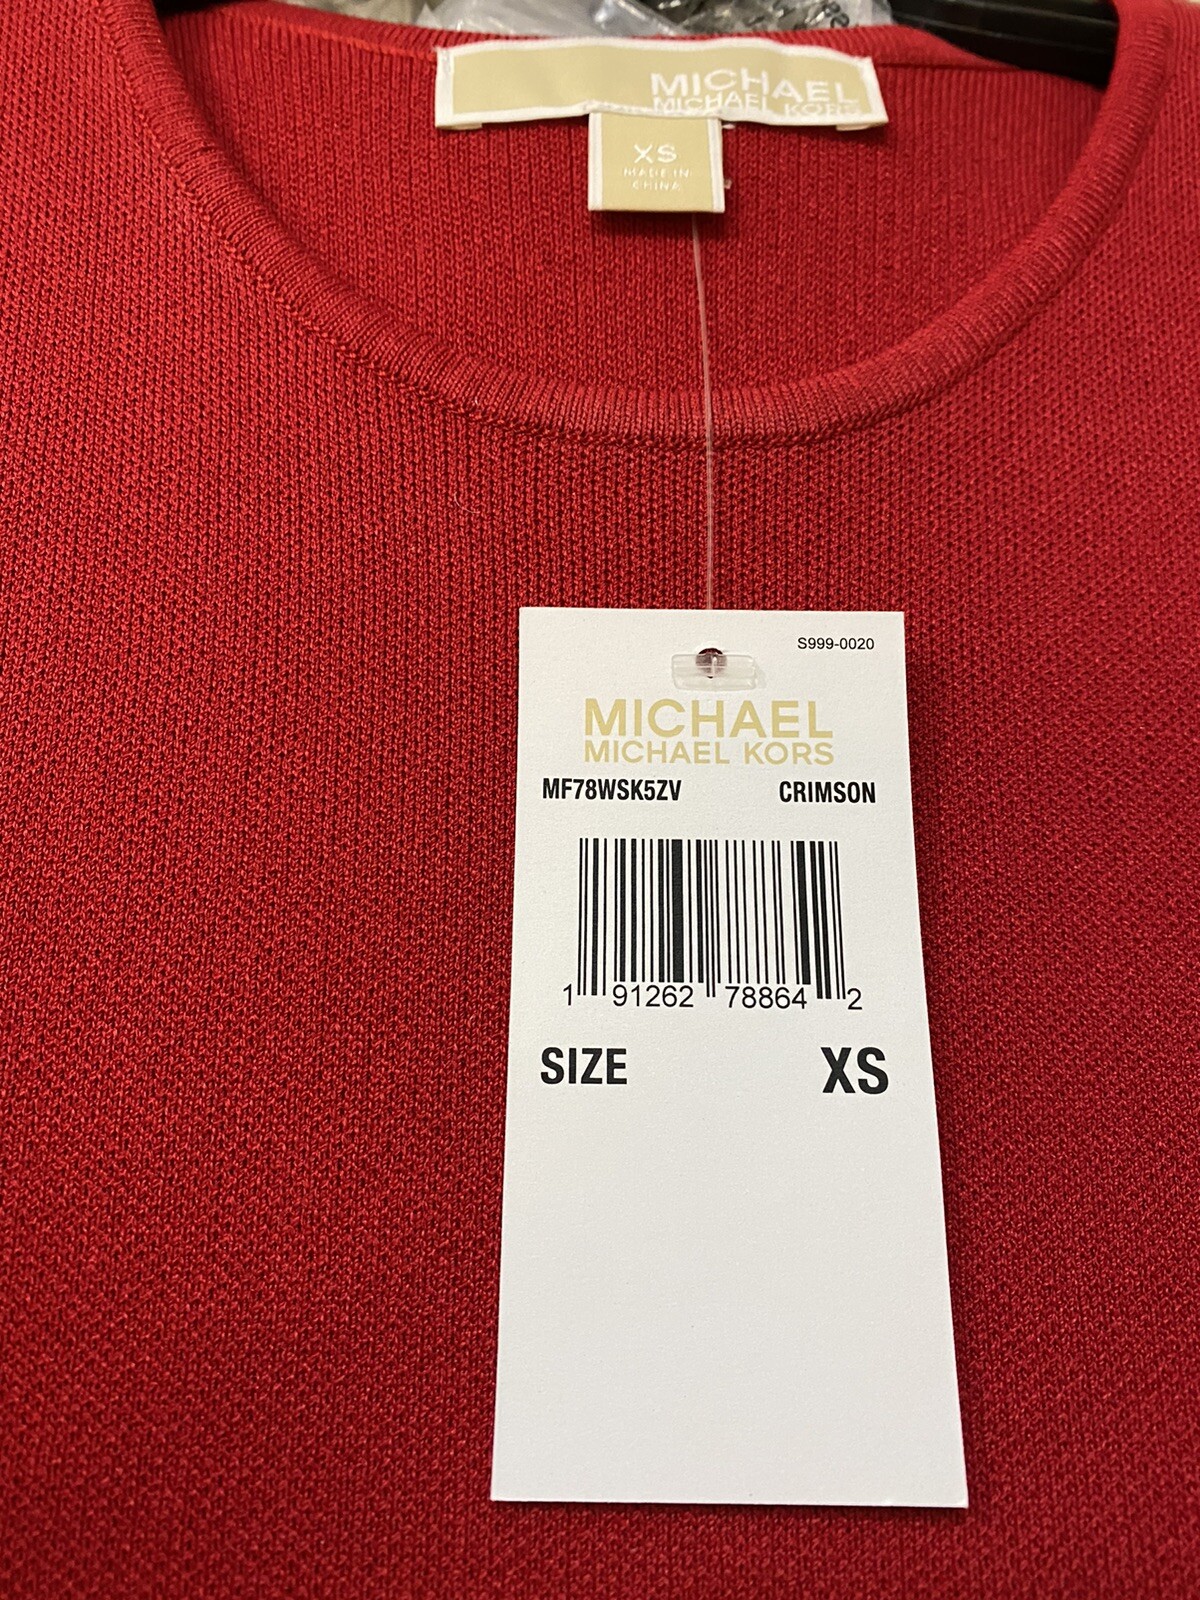 MICHAEL
MICHAEL KORS
XS
MADE IN
CHINA
S999-0020
MICHAEL
MICHAEL KORS
MF78WSK5ZV CRIMSON
1 91262 78864 2
SIZE XS